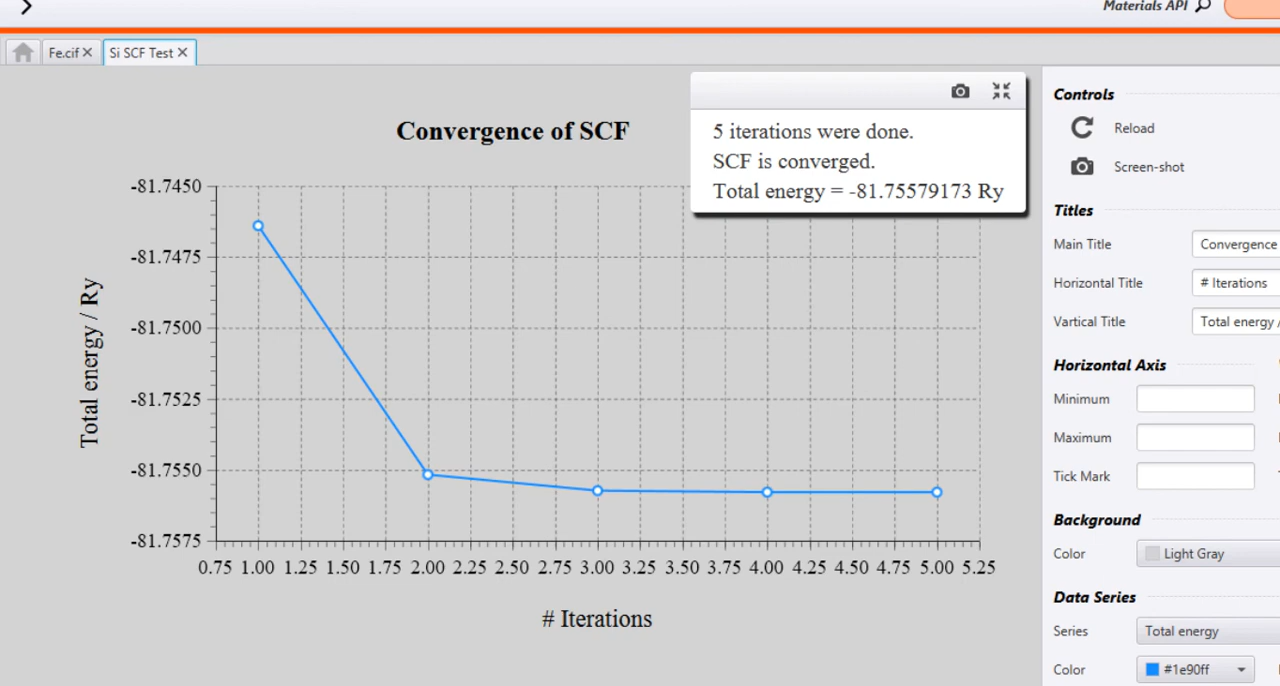 Materials API
Fe.cif
Si SCF Test
Convergence of SCF
5 iterations were done.
SCF is converged.
Total energy = -81.75579173 Ry
Total energy / Ry
-81.7450
-81.7475
-81.7500
-81.7525
-81.7550
-81.7575
0.75 1.00 1.25 1.50 1.75 2.00 2.25 2.50 2.75 3.00 3.25 3.50 3.75 4.00 4.25 4.50 4.75 5.00 5.25
# Iterations
Controls
Reload
Screen-shot
Titles
Main Title Convergence
Horizontal Title # Iterations
Vartical Title Total energy /
Horizontal Axis
Minimum
Maximum
Tick Mark
Background
Color Light Gray
Data Series
Series Total energy
Color #1e90ff